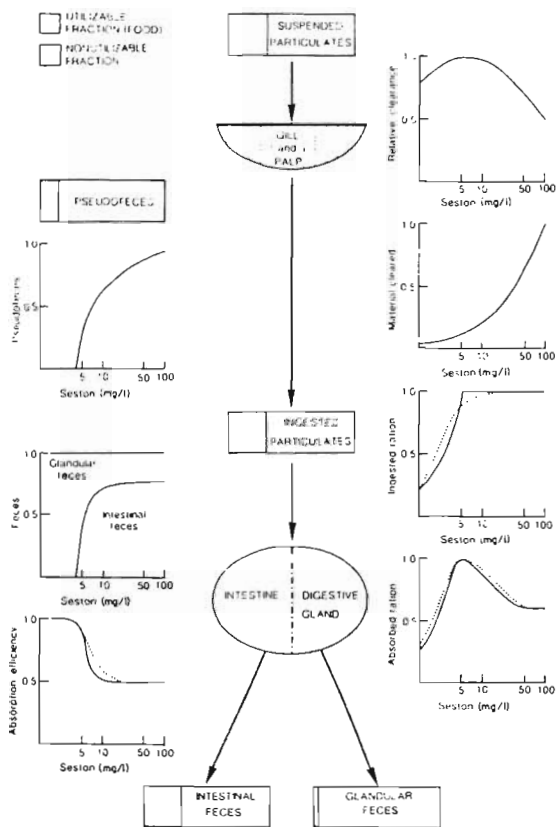 UTILIZABLE
FRACTION (FOOD)
NONUTILIZABLE
FRACTION
SUSPENDED
PARTICULATES
GILL
and
PALP
Relative clearance
1.0
0.5
5 10 50 100
Seston (mg/l)
PSEUDOFECES
Pseudofeces
1.0
0.5
5 10 50 100
Seston (mg/l)
Material cleared
1.0
0.5
5 10 50 100
Seston (mg/l)
INGESTED
PARTICULATES
Ingested ration
1.0
0.5
5 10 50 100
Seston (mg/l)
Feces
1.0
0.5
Glandular
feces
Intestinal
feces
5 10 50 100
Seston (mg/l)
INTESTINE
DIGESTIVE
GLAND
Absorbed ration
1.0
0.5
5 10 50 100
Seston (mg/l)
Absorption efficiency
1.0
0.5
5 10 50 100
Seston (mg/l)
INTESTINAL
FECES
GLANDULAR
FECES